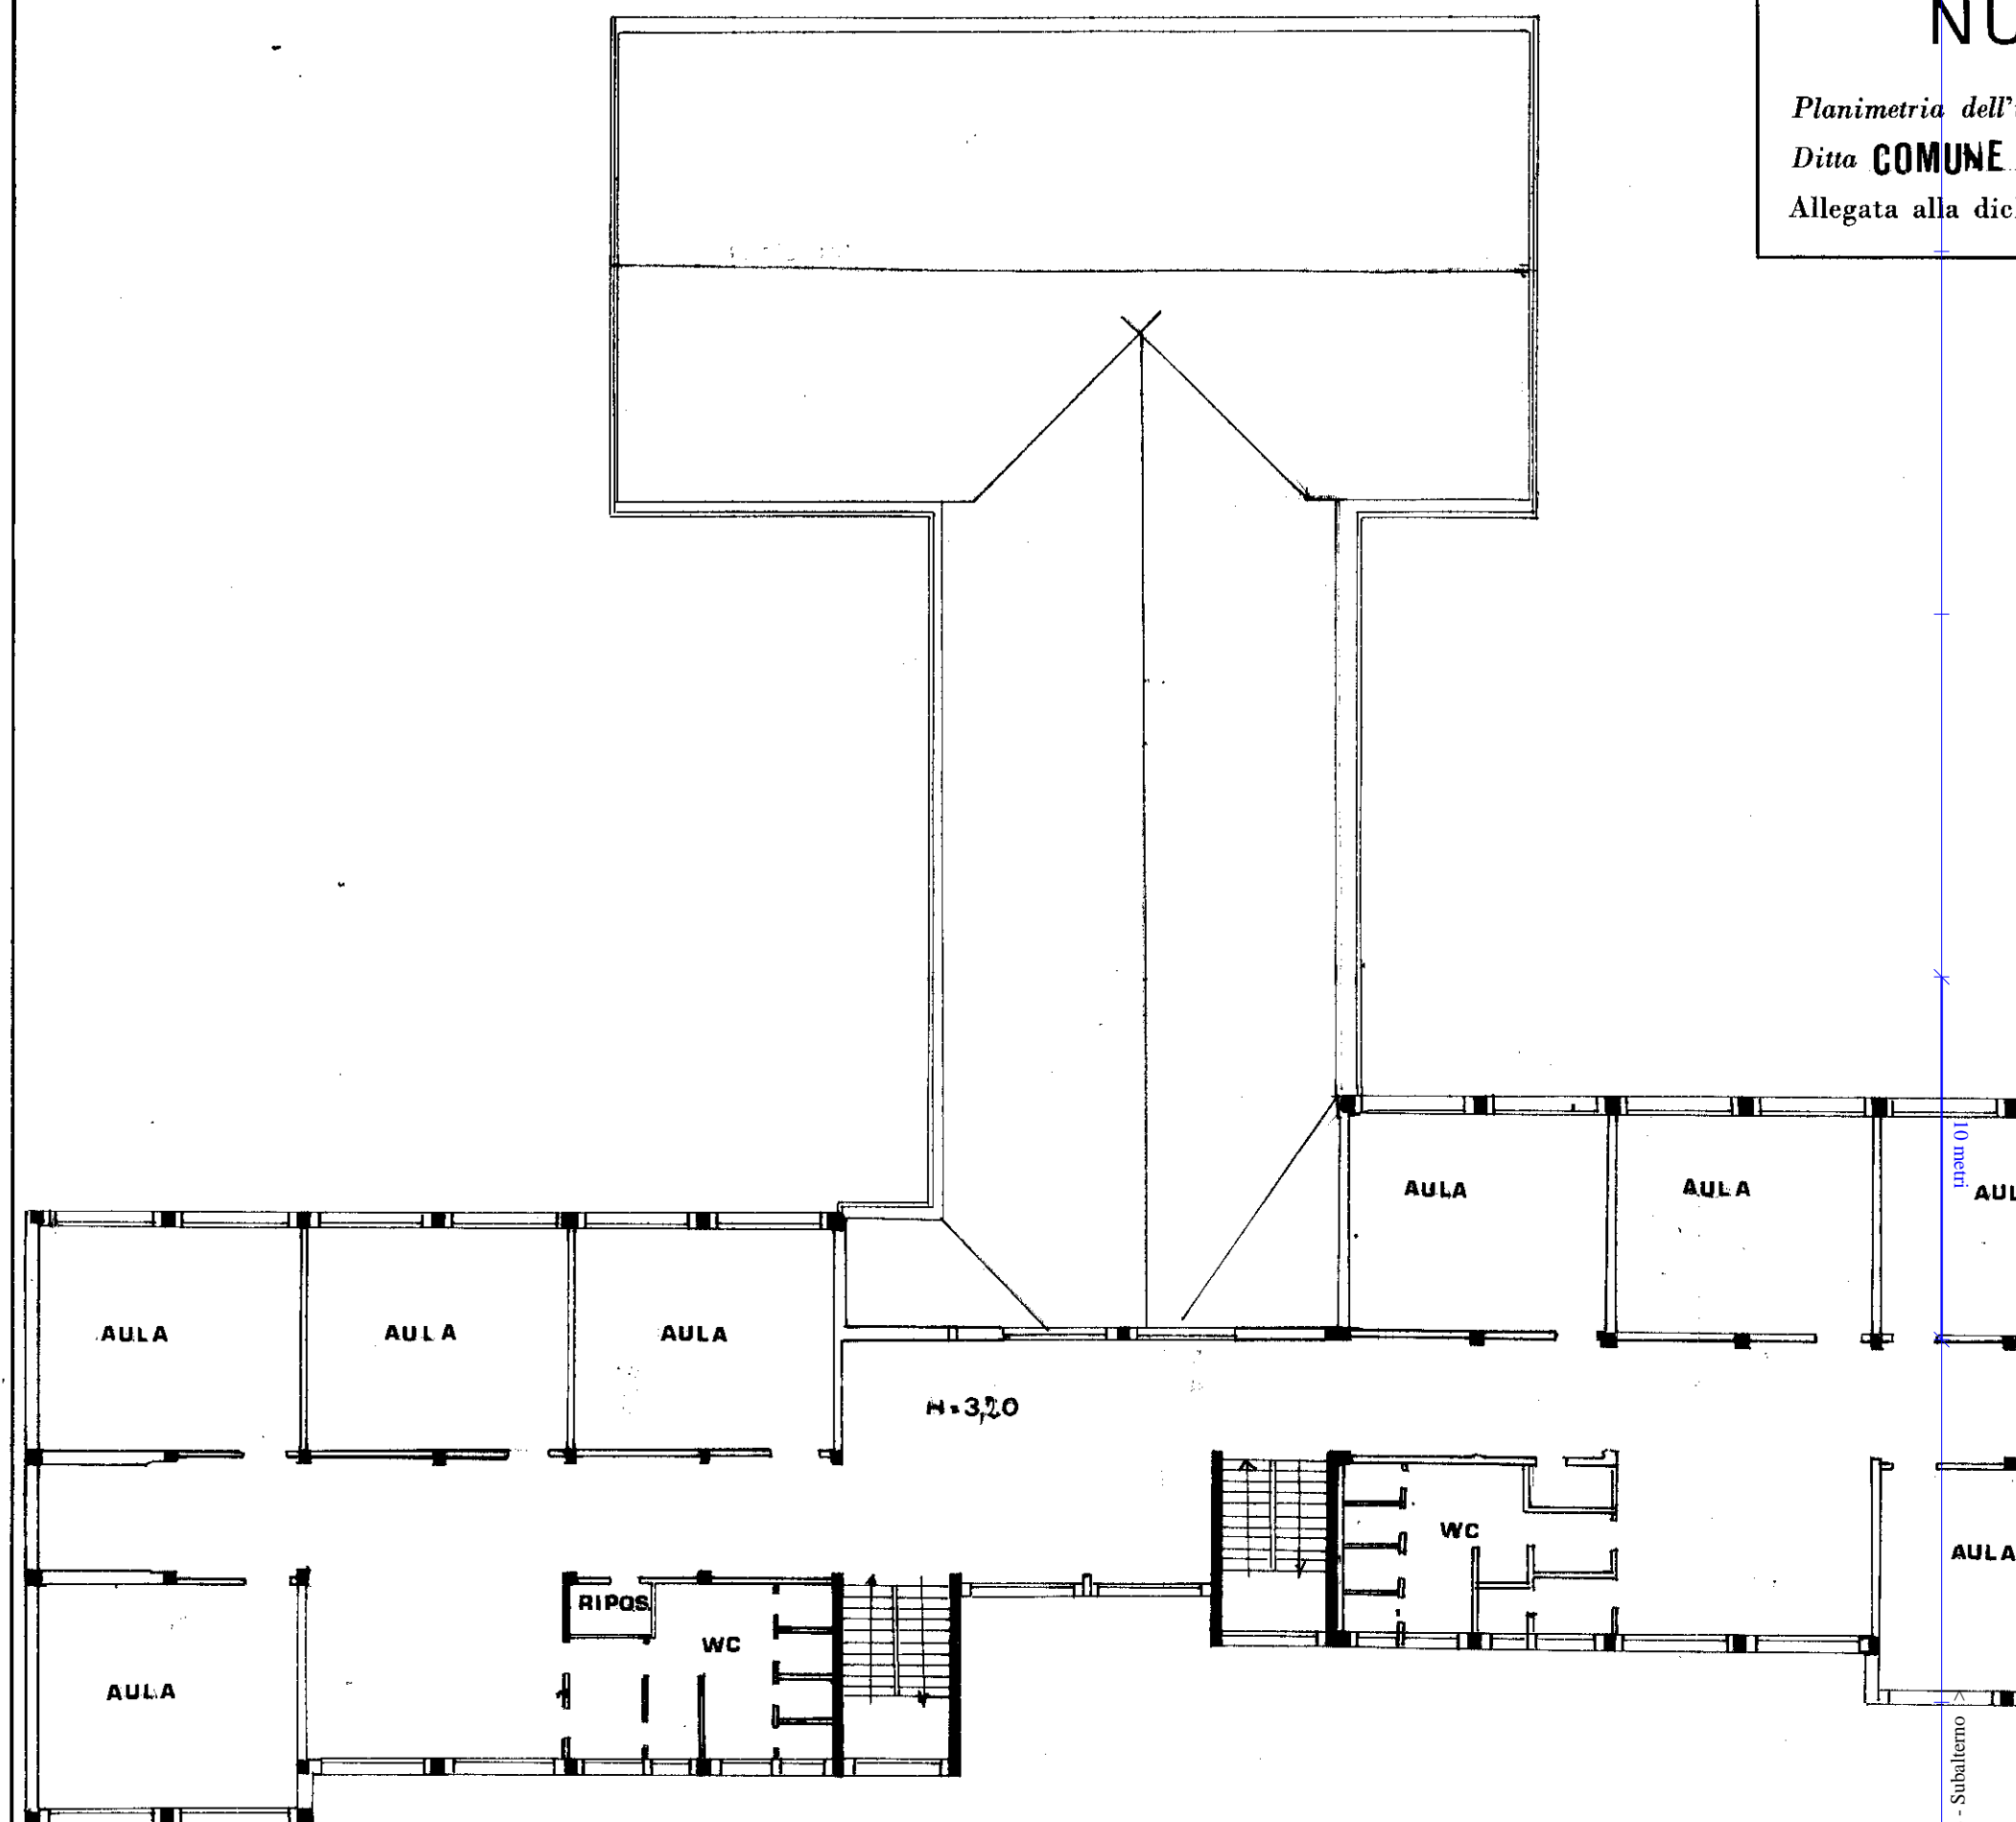 NU
Planimetria dell'
Ditta COMUNE
Allegata alla dic
10 metri
AULA
AULA
AUL
AULA
AULA
AULA
H=3,20
WC
AULA
RIPOS.
WC
AULA
- Subalterno >